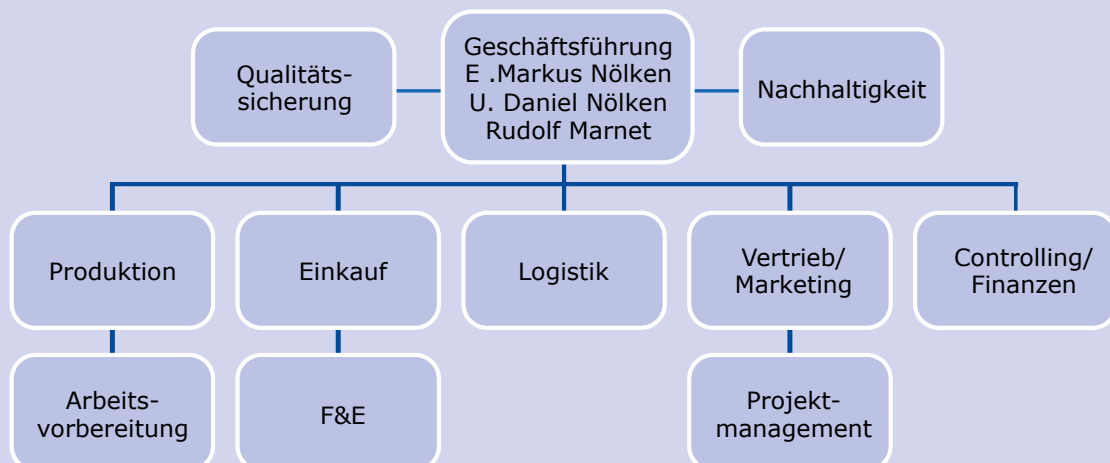 Qualitäts-
sicherung
Geschäftsführung
E .Markus Nölken
U. Daniel Nölken
Rudolf Marnet
Nachhaltigkeit
Produktion
Einkauf
Logistik
Vertrieb/
Marketing
Controlling/
Finanzen
Arbeits-
vorbereitung
F&E
Projekt-
management